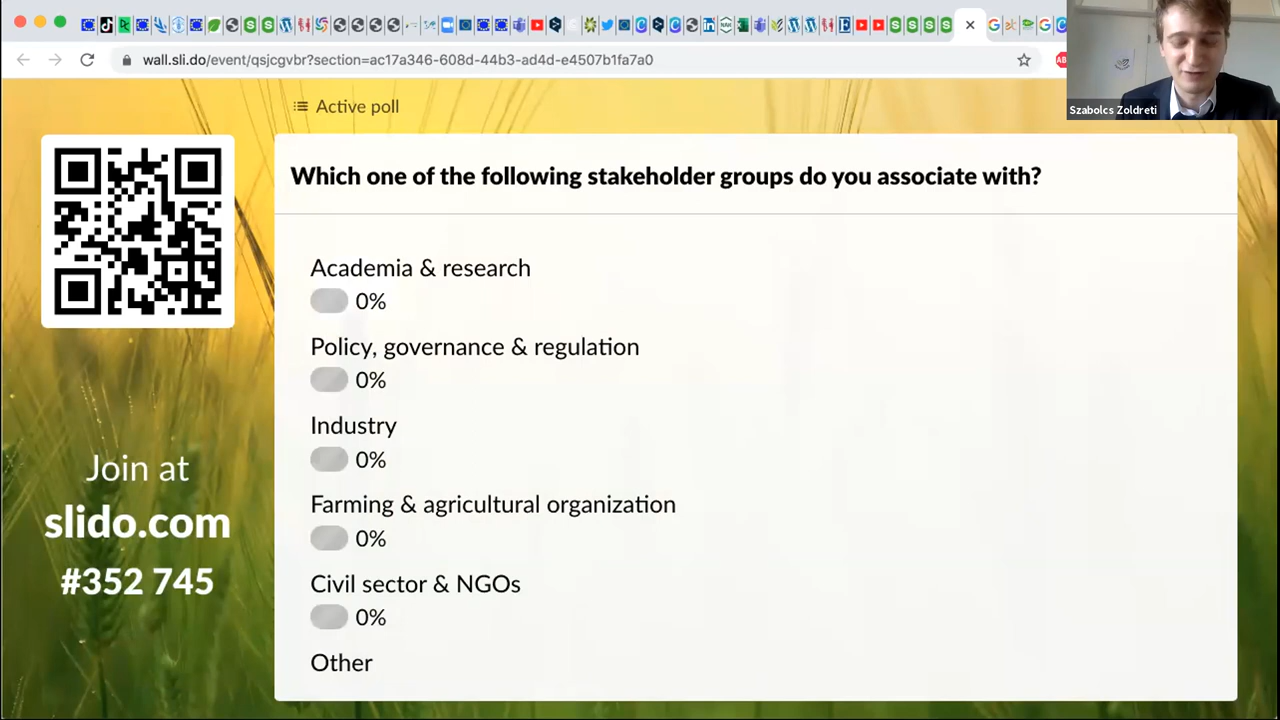 wall.sli.do/event/qsjcgvbr?section=ac17a346-608d-44b3-ad4d-e4507b1fa7a0
Szabolcs Zoldreti
Active poll
Which one of the following stakeholder groups do you associate with?
Academia & research
0%
Policy, governance & regulation
0%
Industry
0%
Farming & agricultural organization
0%
Civil sector & NGOs
0%
Other
Join at
slido.com
#352 745